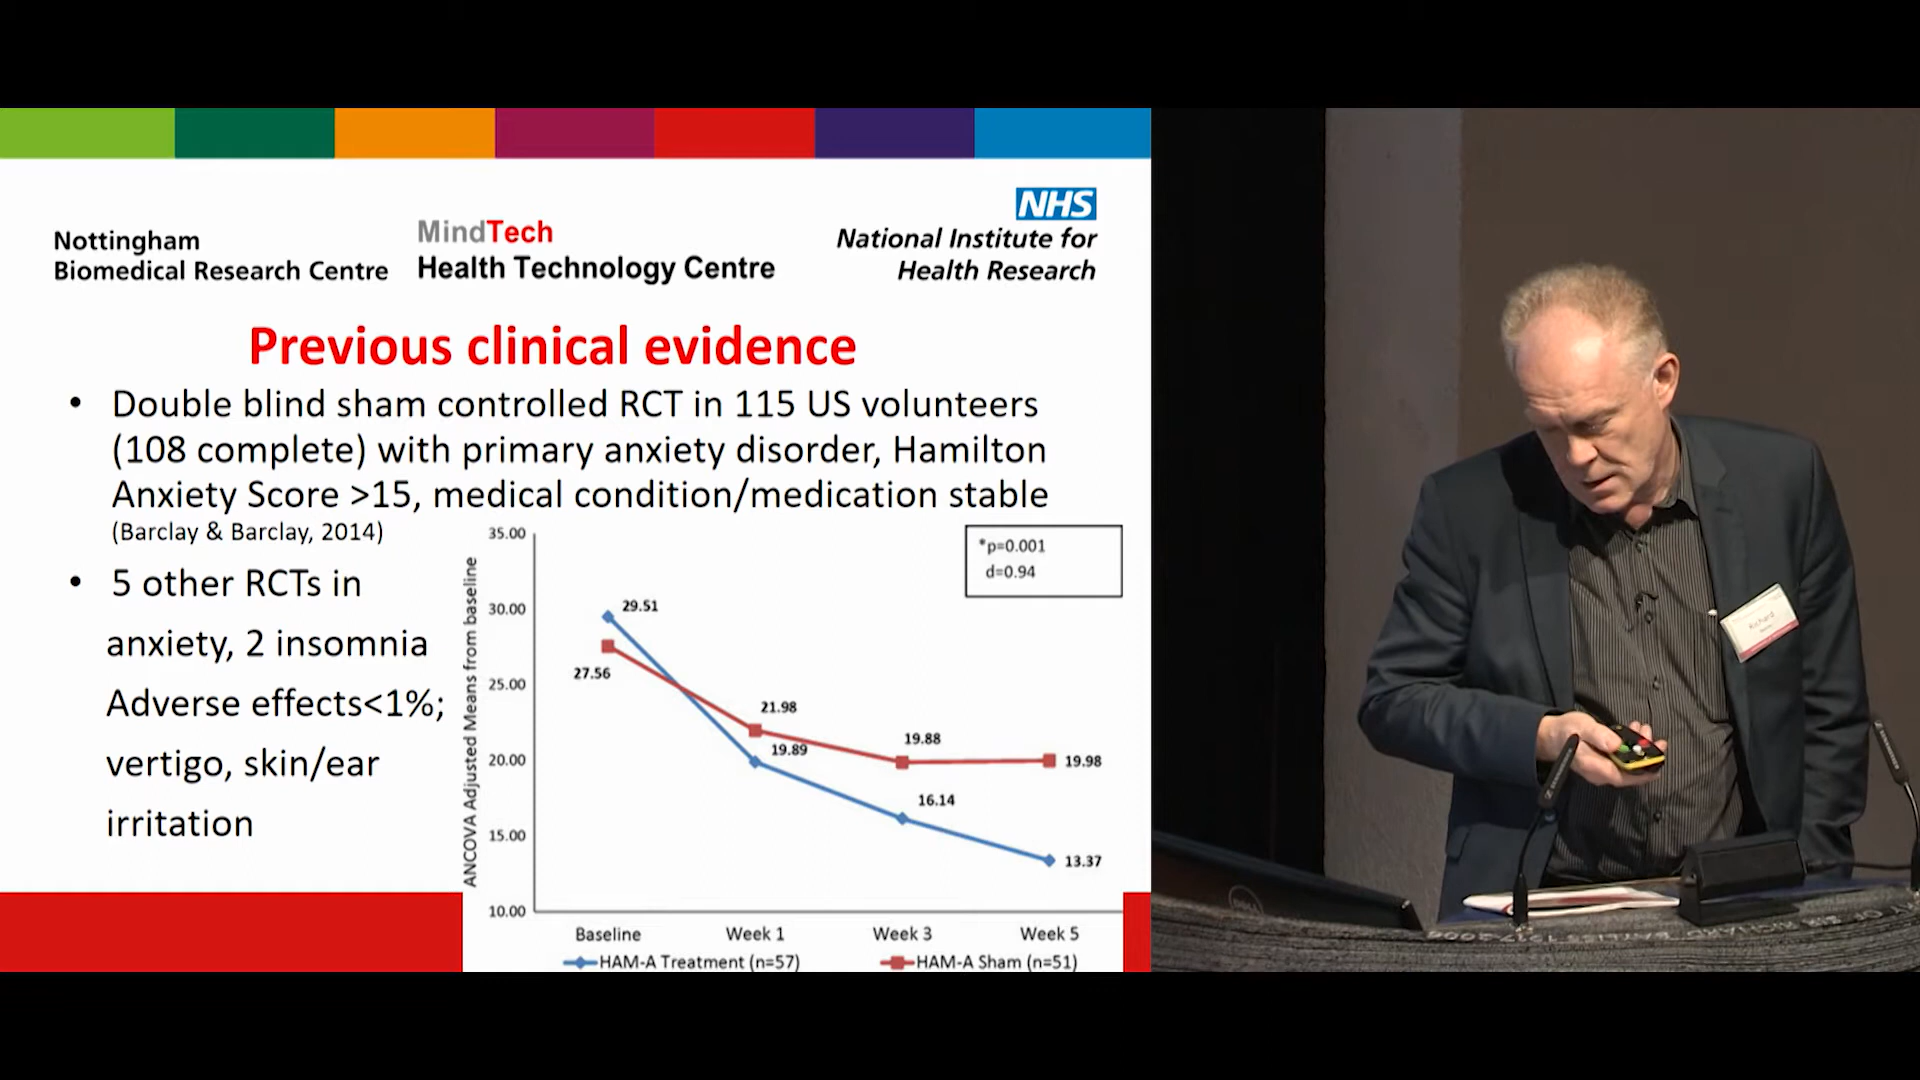 NHS
Nottingham
Biomedical Research Centre
MindTech
Health Technology Centre
National Institute for
Health Research
Previous clinical evidence
• Double blind sham controlled RCT in 115 US volunteers
(108 complete) with primary anxiety disorder, Hamilton
Anxiety Score >15, medical condition/medication stable
(Barclay & Barclay, 2014)
• 5 other RCTs in
anxiety, 2 insomnia
Adverse effects<1%;
vertigo, skin/ear
irritation
ANCOVA Adjusted Means from baseline
35.00
30.00
25.00
20.00
15.00
10.00
*p=0.001
d=0.94
29.51
27.56
21.98
19.89
19.88
16.14
19.98
13.37
Baseline Week 1 Week 3 Week 5
HAM-A Treatment (n=57) HAM-A Sham (n=51)
Richard
DELL